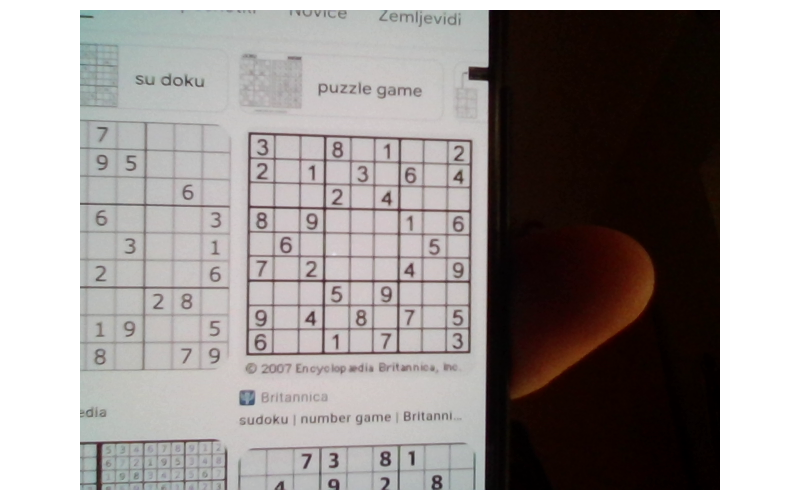 Novice Zemljevidi
su doku
puzzle game
7
9 5
6
6 3
3 1
2 6
2 8
1 9 5
8 7 9
3 8 1 2
2 1 3 6 4
2 4
8 9 1 6
6 5
7 2 4 9
5 9
9 4 8 7 5
6 1 7 3
© 2007 Encyclopædia Britannica, Inc.
Britannica
sudoku | number game | Britanni...
7 3 8 1
4 9 2 8